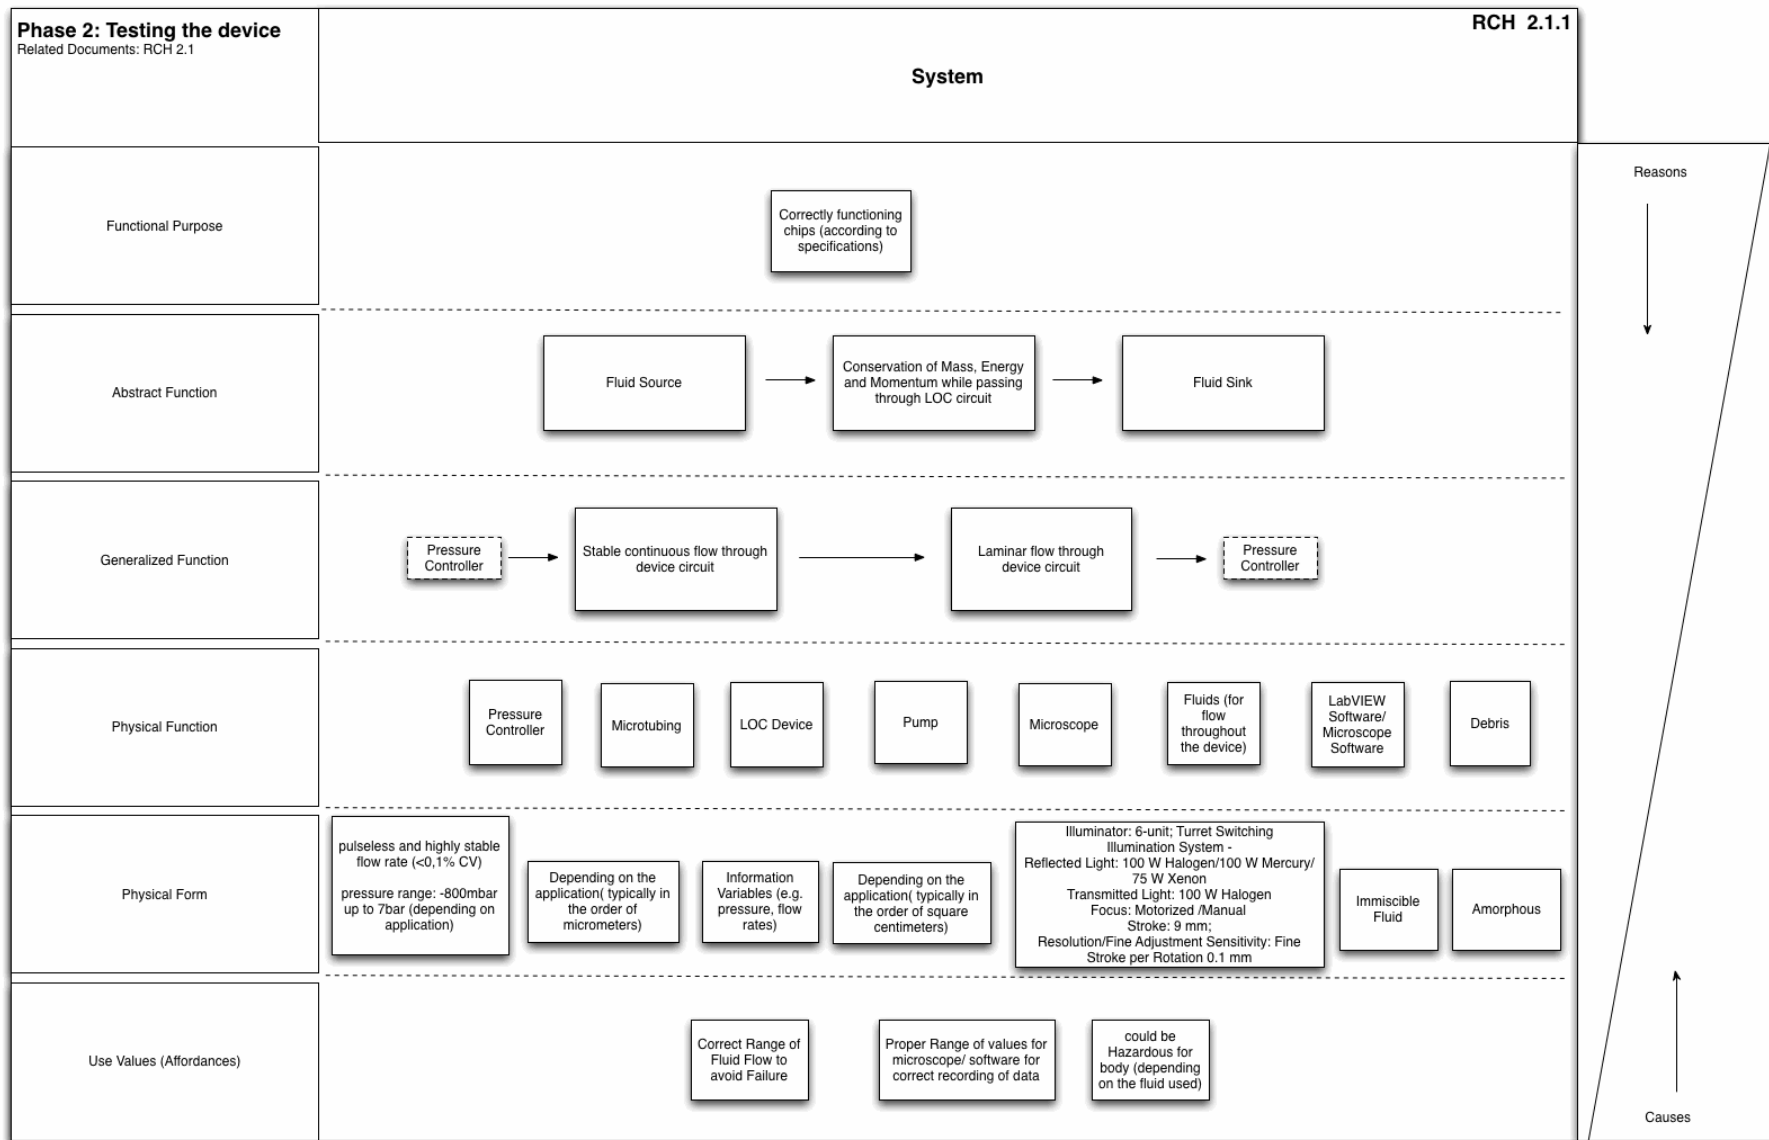 Phase 2: Testing the device
Related Documents: RCH 2.1
RCH 2.1.1
System
Reasons
Functional Purpose
Correctly functioning
chips (according to
specifications)
Abstract Function
Fluid Source
Conservation of Mass, Energy
and Momentum while passing
through LOC circuit
Fluid Sink
Generalized Function
Pressure
Controller
Stable continuous flow through
device circuit
Laminar flow through
device circuit
Pressure
Controller
Physical Function
Pressure
Controller
Microtubing
LOC Device
Pump
Microscope
Fluids (for
flow
throughout
the device)
LabVIEW
Software/
Microscope
Software
Debris
Physical Form
pulseless and highly stable
flow rate (<0,1% CV)
pressure range: -800mbar
up to 7bar (depending on
application)
Depending on the
application( typically in
the order of
micrometers)
Information
Variables (e.g.
pressure, flow
rates)
Depending on the
application( typically in
the order of square
centimeters)
Illuminator: 6-unit; Turret Switching
Illumination System -
Reflected Light: 100 W Halogen/100 W Mercury/
75 W Xenon
Transmitted Light: 100 W Halogen
Focus: Motorized /Manual
Stroke: 9 mm;
Resolution/Fine Adjustment Sensitivity: Fine
Stroke per Rotation 0.1 mm
Immiscible
Fluid
Amorphous
Use Values (Affordances)
Correct Range of
Fluid Flow to
avoid Failure
Proper Range of values for
microscope/ software for
correct recording of data
could be
Hazardous for
body (depending
on the fluid used)
Causes